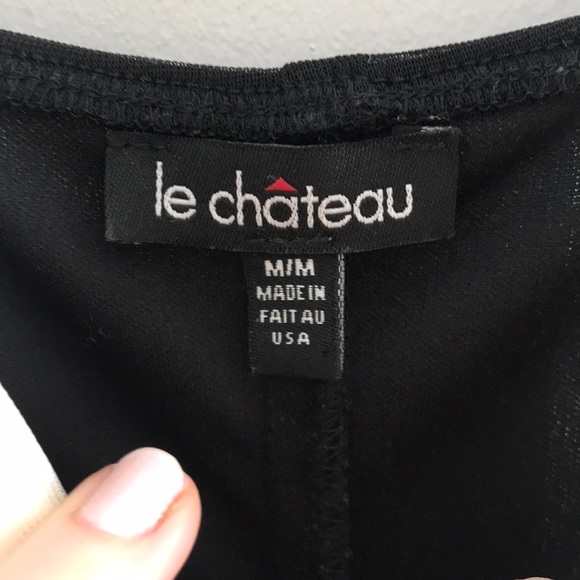 le château
M/M
MADE IN
FAIT AU
USA